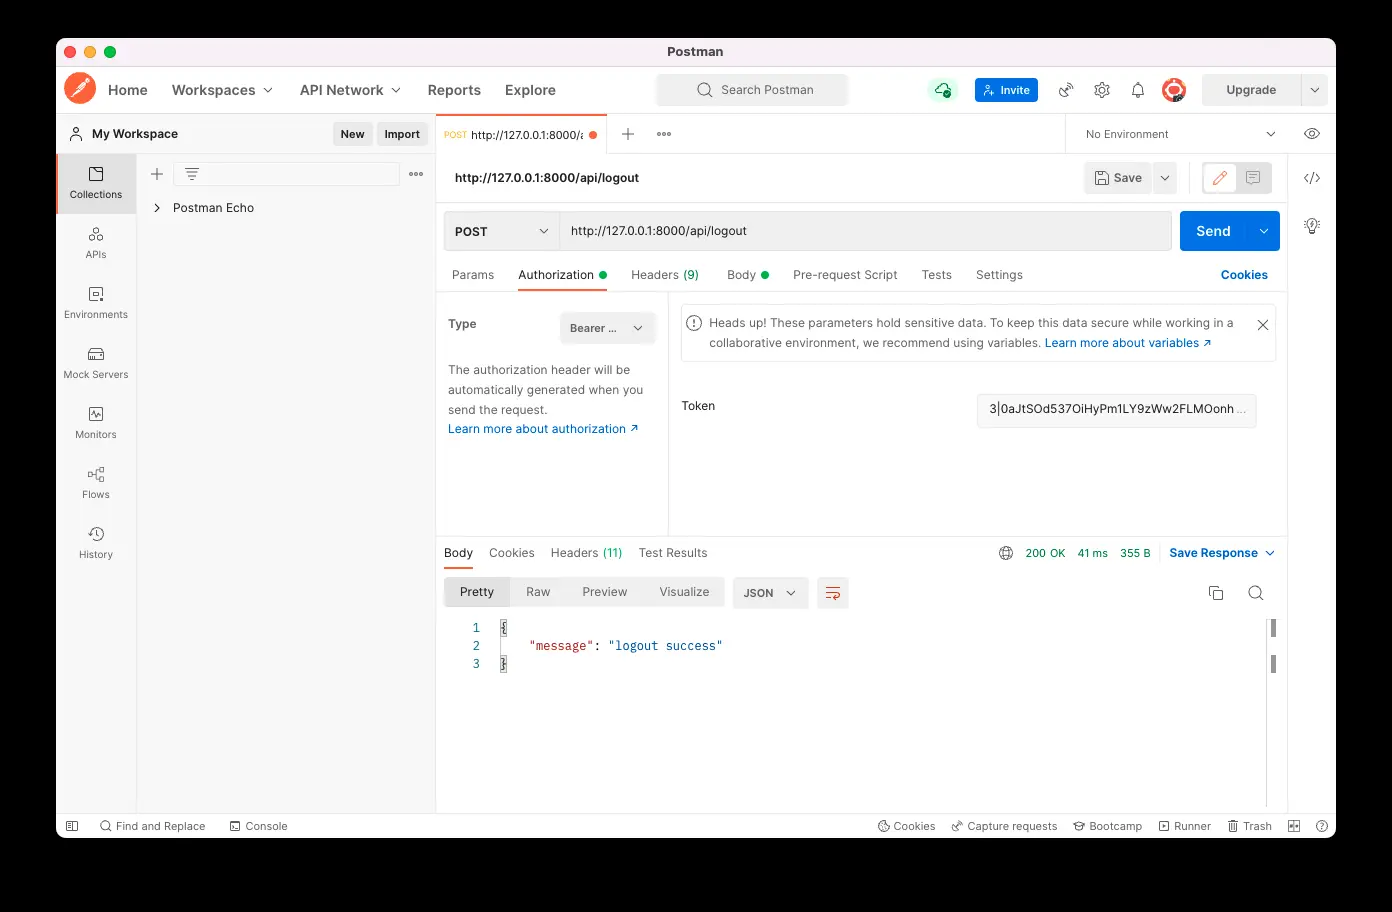 Postman
Home Workspaces API Network Reports Explore Search Postman Invite Upgrade
My Workspace New Import POST http://127.0.0.1:8000/a No Environment
Collections
APIs
Environments
Mock Servers
Monitors
Flows
History
Postman Echo
http://127.0.0.1:8000/api/logout Save
POST http://127.0.0.1:8000/api/logout Send
Params Authorization Headers (9) Body Pre-request Script Tests Settings Cookies
Type Bearer ...
The authorization header will be
automatically generated when you
send the request.
Learn more about authorization ↗
Heads up! These parameters hold sensitive data. To keep this data secure while working in a
collaborative environment, we recommend using variables. Learn more about variables ↗
Token 3|0aJtSOd537OiHyPm1LY9zWw2FLMOonh ...
Body Cookies Headers (11) Test Results 200 OK 41 ms 355 B Save Response
Pretty Raw Preview Visualize JSON
1 {
2 "message": "logout success"
3 }
Find and Replace Console Cookies Capture requests Bootcamp Runner Trash